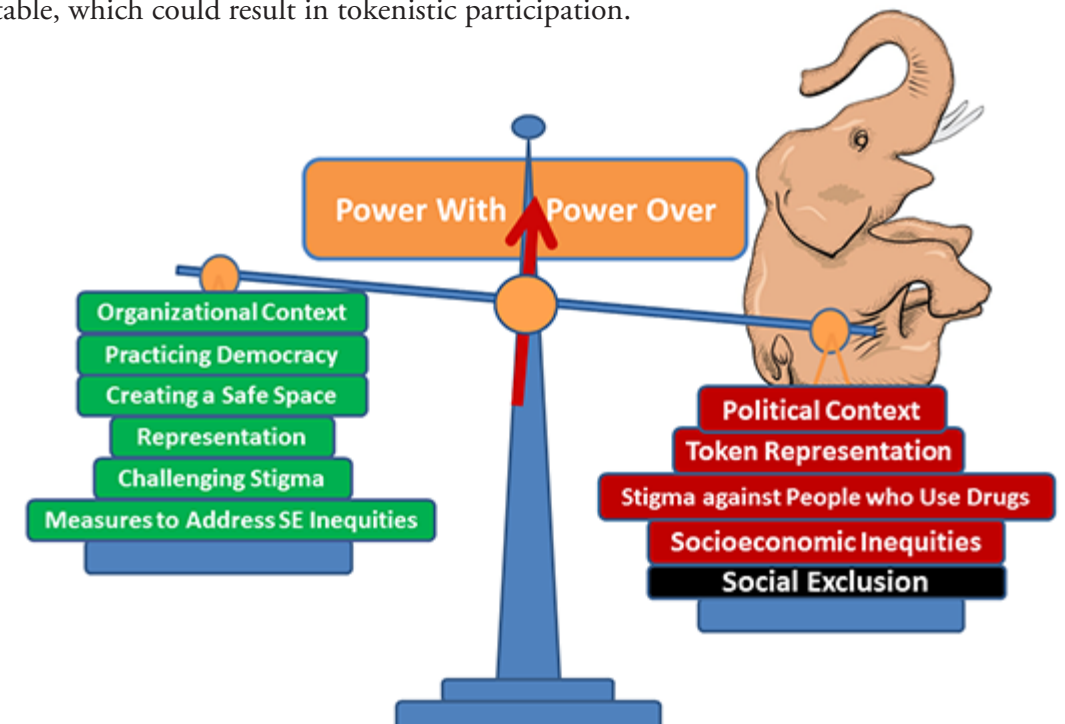 table, which could result in tokenistic participation.
Power With Power Over
Organizational Context
Practicing Democracy
Creating a Safe Space
Representation
Challenging Stigma
Measures to Address SE Inequities
Political Context
Token Representation
Stigma against People who Use Drugs
Socioeconomic Inequities
Social Exclusion